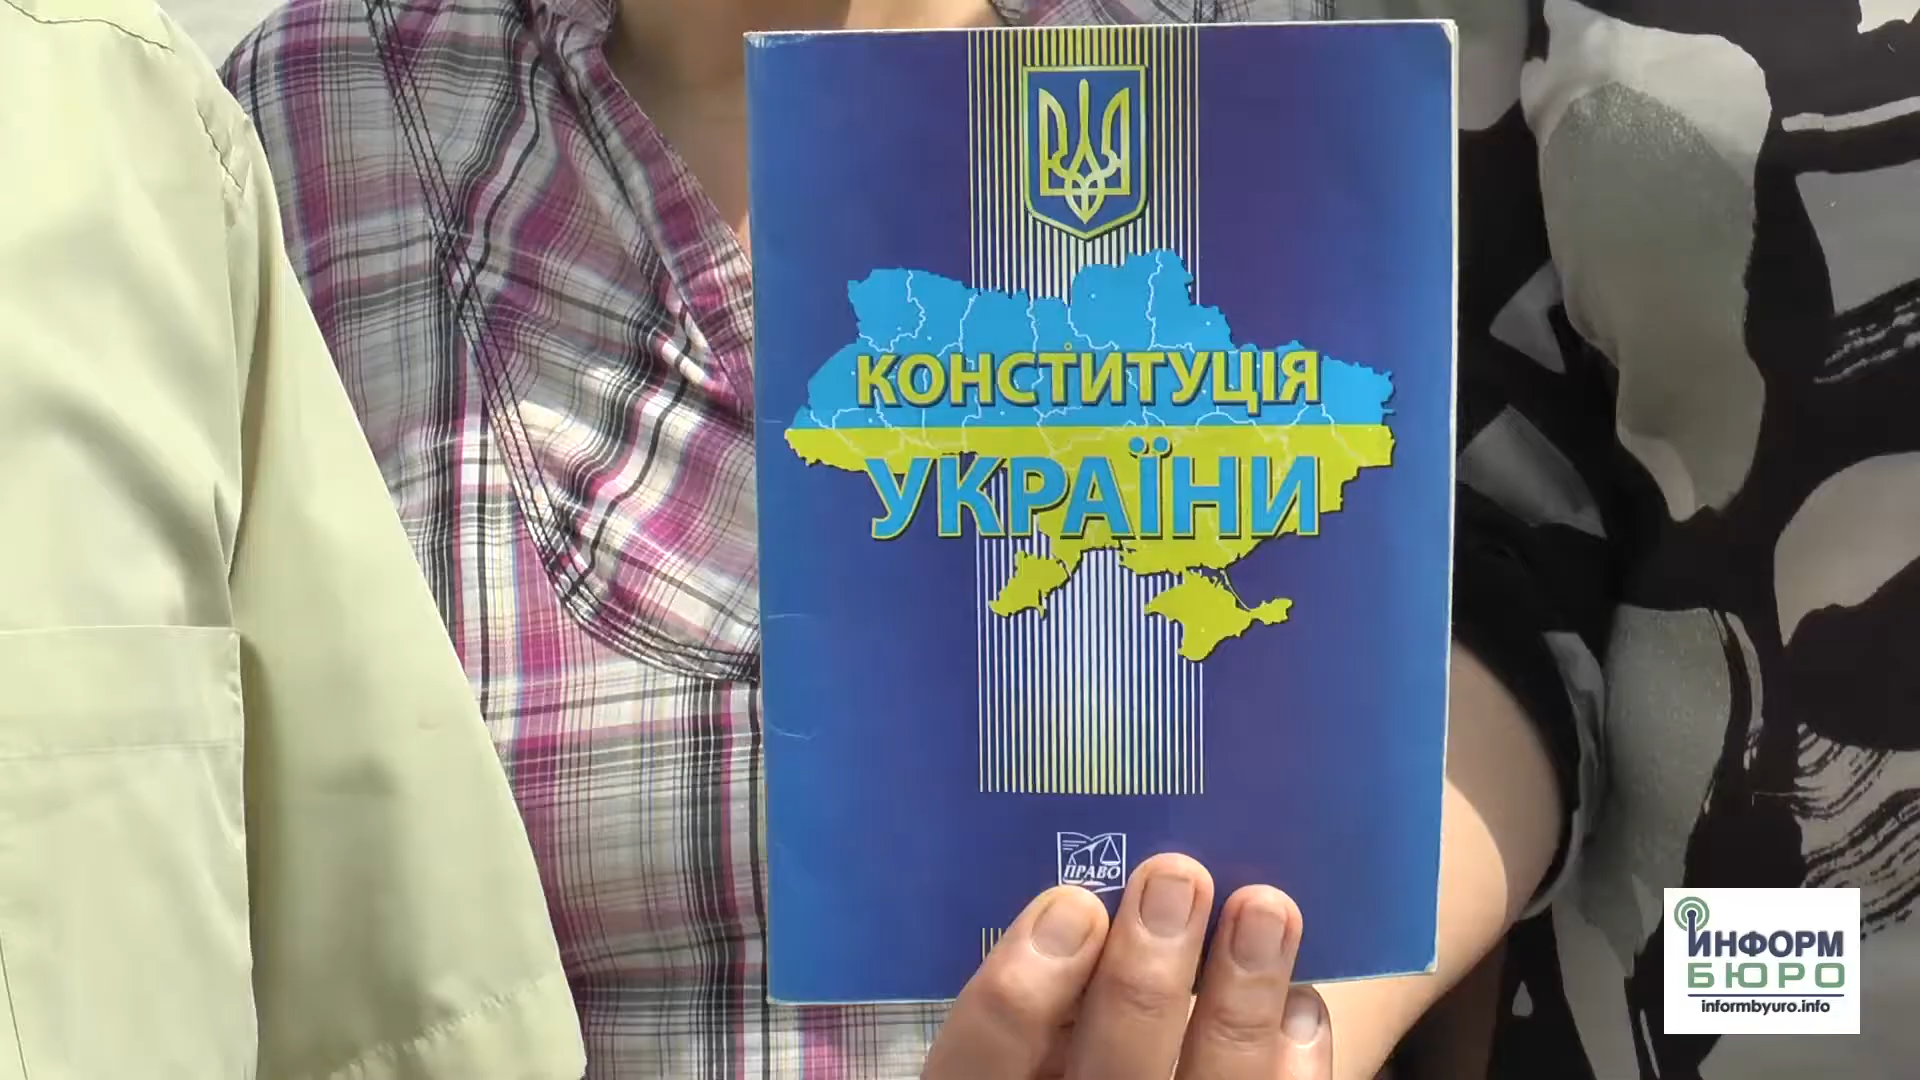 КОНСТИТУЦІЯ
УКРАЇНИ
ПРАВО
ИНФОРМ
БЮРО
informbyuro.info